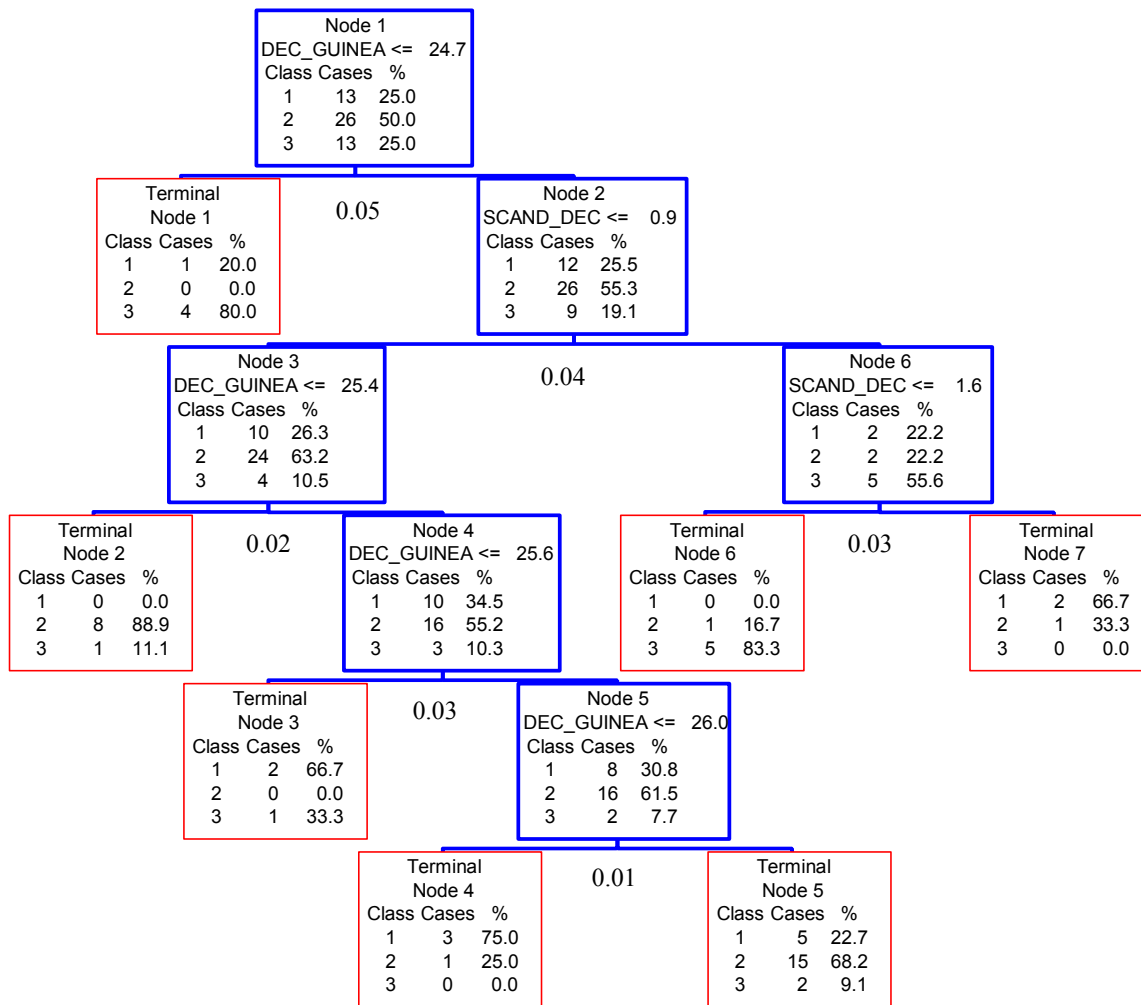 Node 1
DEC_GUINEA <= 24.7
Class Cases %
1 13 25.0
2 26 50.0
3 13 25.0
0.05
Terminal
Node 1
Class Cases %
1 1 20.0
2 0 0.0
3 4 80.0
Node 2
SCAND_DEC <= 0.9
Class Cases %
1 12 25.5
2 26 55.3
3 9 19.1
0.04
Node 3
DEC_GUINEA <= 25.4
Class Cases %
1 10 26.3
2 24 63.2
3 4 10.5
Node 6
SCAND_DEC <= 1.6
Class Cases %
1 2 22.2
2 2 22.2
3 5 55.6
0.02
0.03
Terminal
Node 2
Class Cases %
1 0 0.0
2 8 88.9
3 1 11.1
Node 4
DEC_GUINEA <= 25.6
Class Cases %
1 10 34.5
2 16 55.2
3 3 10.3
Terminal
Node 6
Class Cases %
1 0 0.0
2 1 16.7
3 5 83.3
Terminal
Node 7
Class Cases %
1 2 66.7
2 1 33.3
3 0 0.0
0.03
Terminal
Node 3
Class Cases %
1 2 66.7
2 0 0.0
3 1 33.3
Node 5
DEC_GUINEA <= 26.0
Class Cases %
1 8 30.8
2 16 61.5
3 2 7.7
0.01
Terminal
Node 4
Class Cases %
1 3 75.0
2 1 25.0
3 0 0.0
Terminal
Node 5
Class Cases %
1 5 22.7
2 15 68.2
3 2 9.1